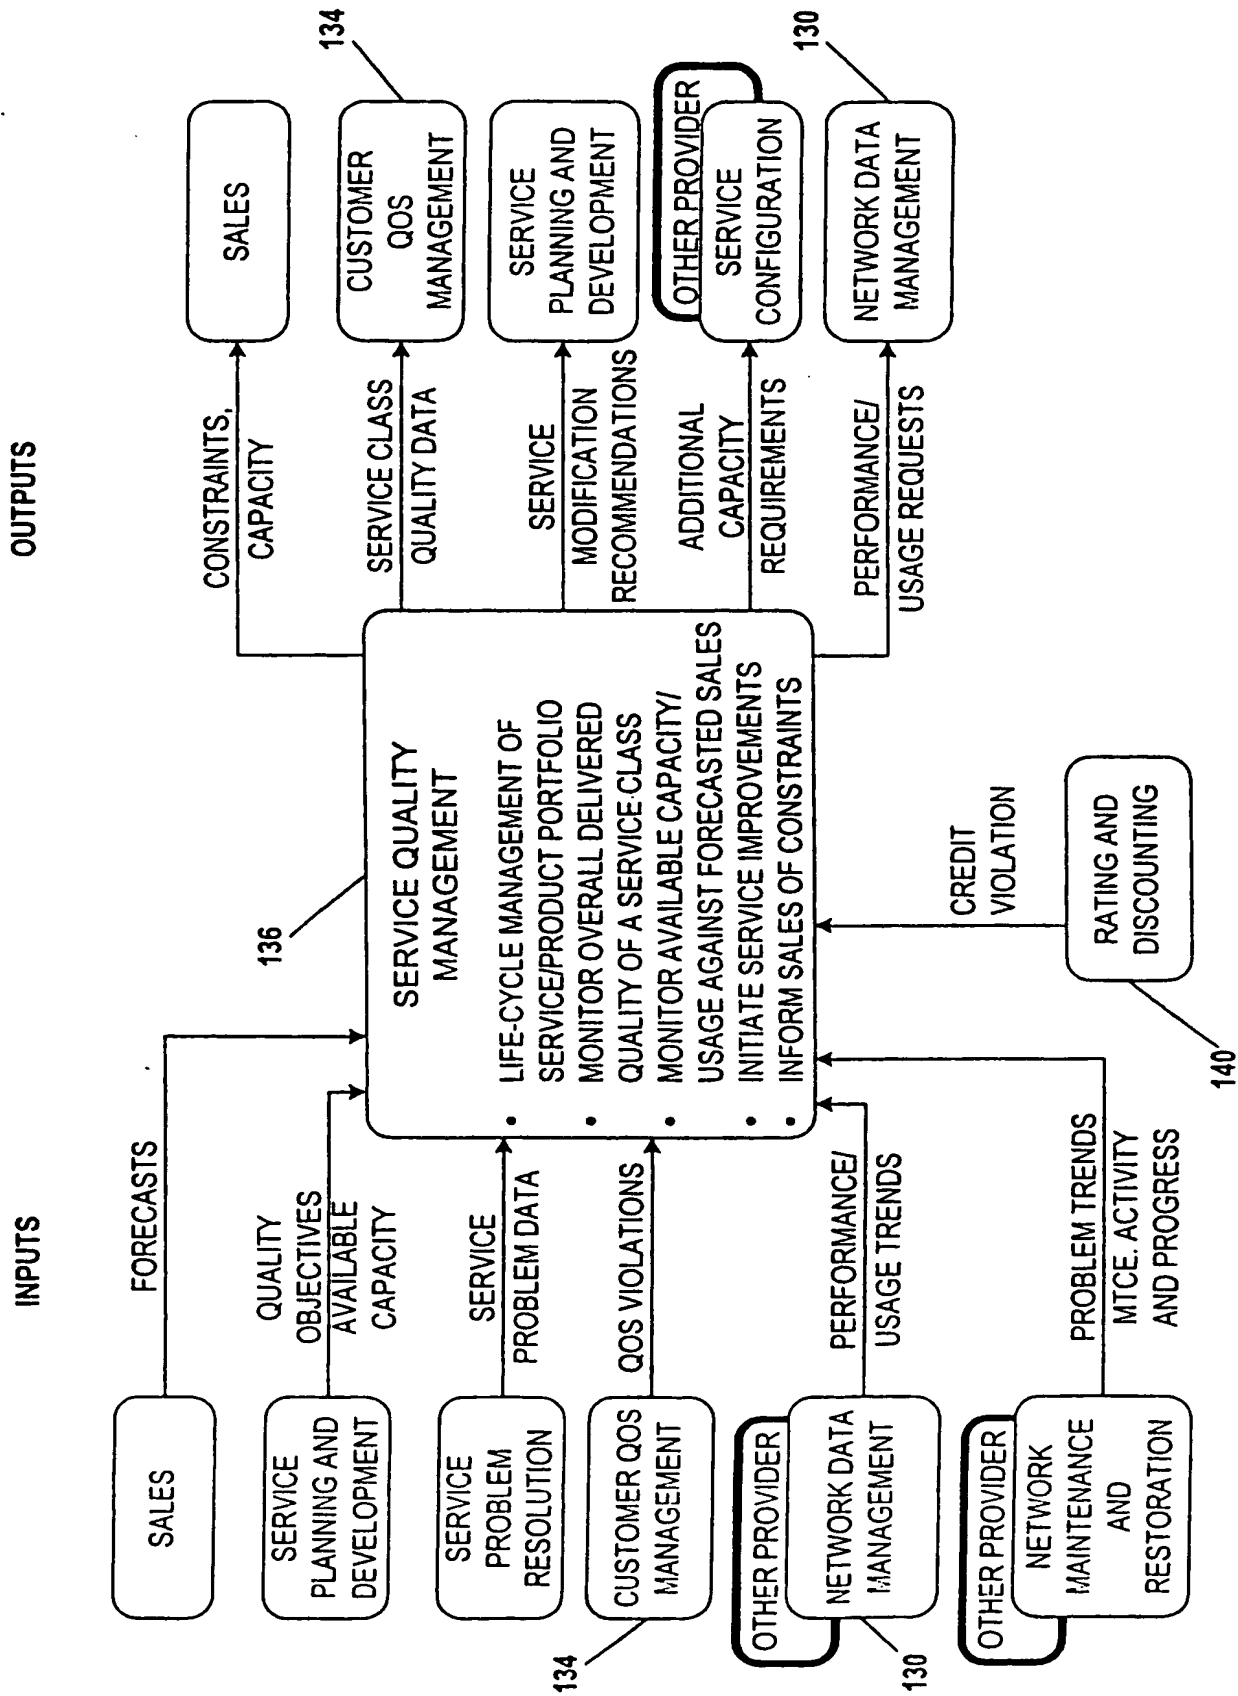 INPUTS
OUTPUTS
SALES
FORECASTS
SERVICE
PLANNING AND
DEVELOPMENT
QUALITY
OBJECTIVES
AVAILABLE
CAPACITY
SERVICE
PROBLEM
RESOLUTION
SERVICE
PROBLEM DATA
CUSTOMER QOS
MANAGEMENT
134
QOS VIOLATIONS
OTHER PROVIDER
NETWORK DATA
MANAGEMENT
130
PERFORMANCE/
USAGE TRENDS
OTHER PROVIDER
NETWORK
MAINTENANCE
AND
RESTORATION
PROBLEM TRENDS
MTCE. ACTIVITY
AND PROGRESS
136
SERVICE QUALITY
MANAGEMENT
• LIFE-CYCLE MANAGEMENT OF
SERVICE/PRODUCT PORTFOLIO
• MONITOR OVERALL DELIVERED
QUALITY OF A SERVICE CLASS
• MONITOR AVAILABLE CAPACITY/
USAGE AGAINST FORECASTED SALES
• INITIATE SERVICE IMPROVEMENTS
• INFORM SALES OF CONSTRAINTS
CREDIT
VIOLATION
RATING AND
DISCOUNTING
140
CONSTRAINTS,
CAPACITY
SALES
SERVICE CLASS
QUALITY DATA
CUSTOMER
QOS
MANAGEMENT
134
SERVICE
MODIFICATION
RECOMMENDATIONS
SERVICE
PLANNING AND
DEVELOPMENT
ADDITIONAL
CAPACITY
REQUIREMENTS
OTHER PROVIDER
SERVICE
CONFIGURATION
PERFORMANCE/
USAGE REQUESTS
NETWORK DATA
MANAGEMENT
130